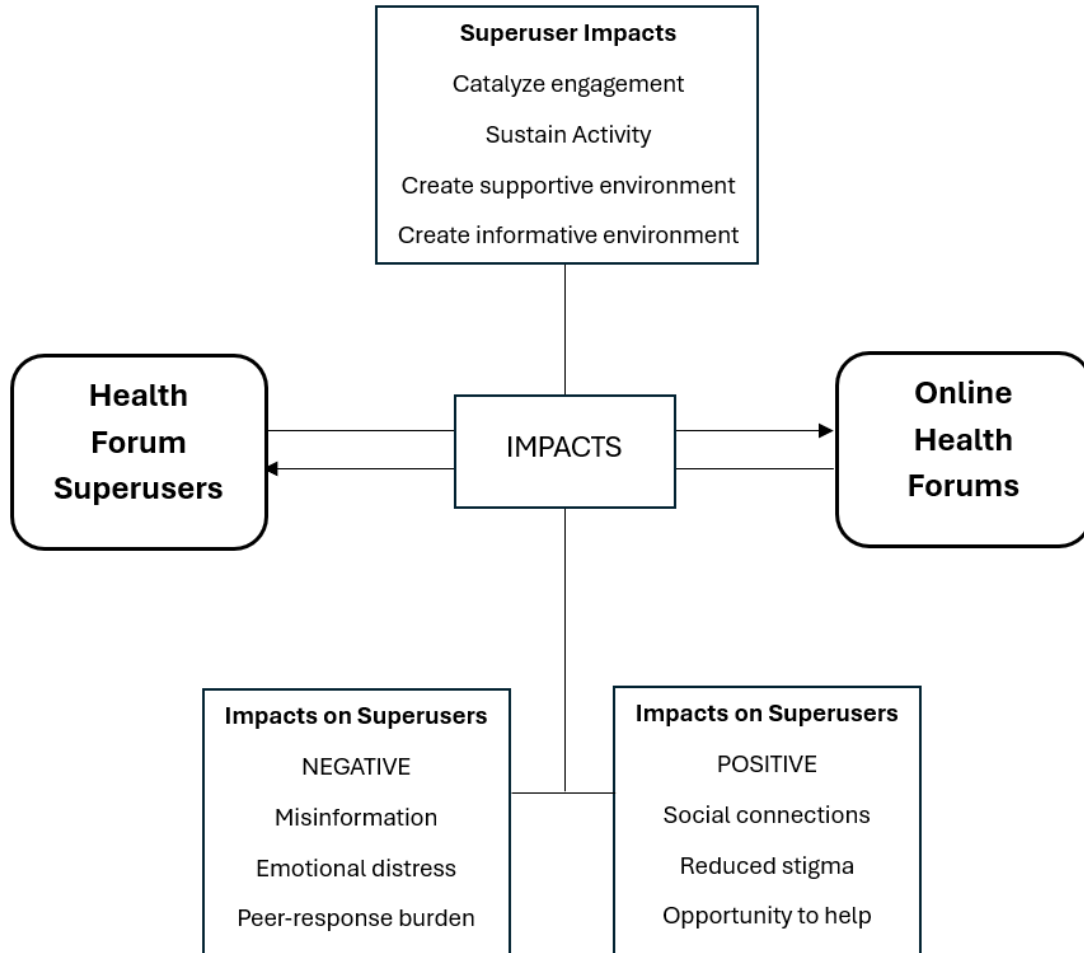 Superuser Impacts
Catalyze engagement
Sustain Activity
Create supportive environment
Create informative environment
Health
Forum
Superusers
IMPACTS
Online
Health
Forums
Impacts on Superusers
NEGATIVE
Misinformation
Emotional distress
Peer-response burden
Impacts on Superusers
POSITIVE
Social connections
Reduced stigma
Opportunity to help